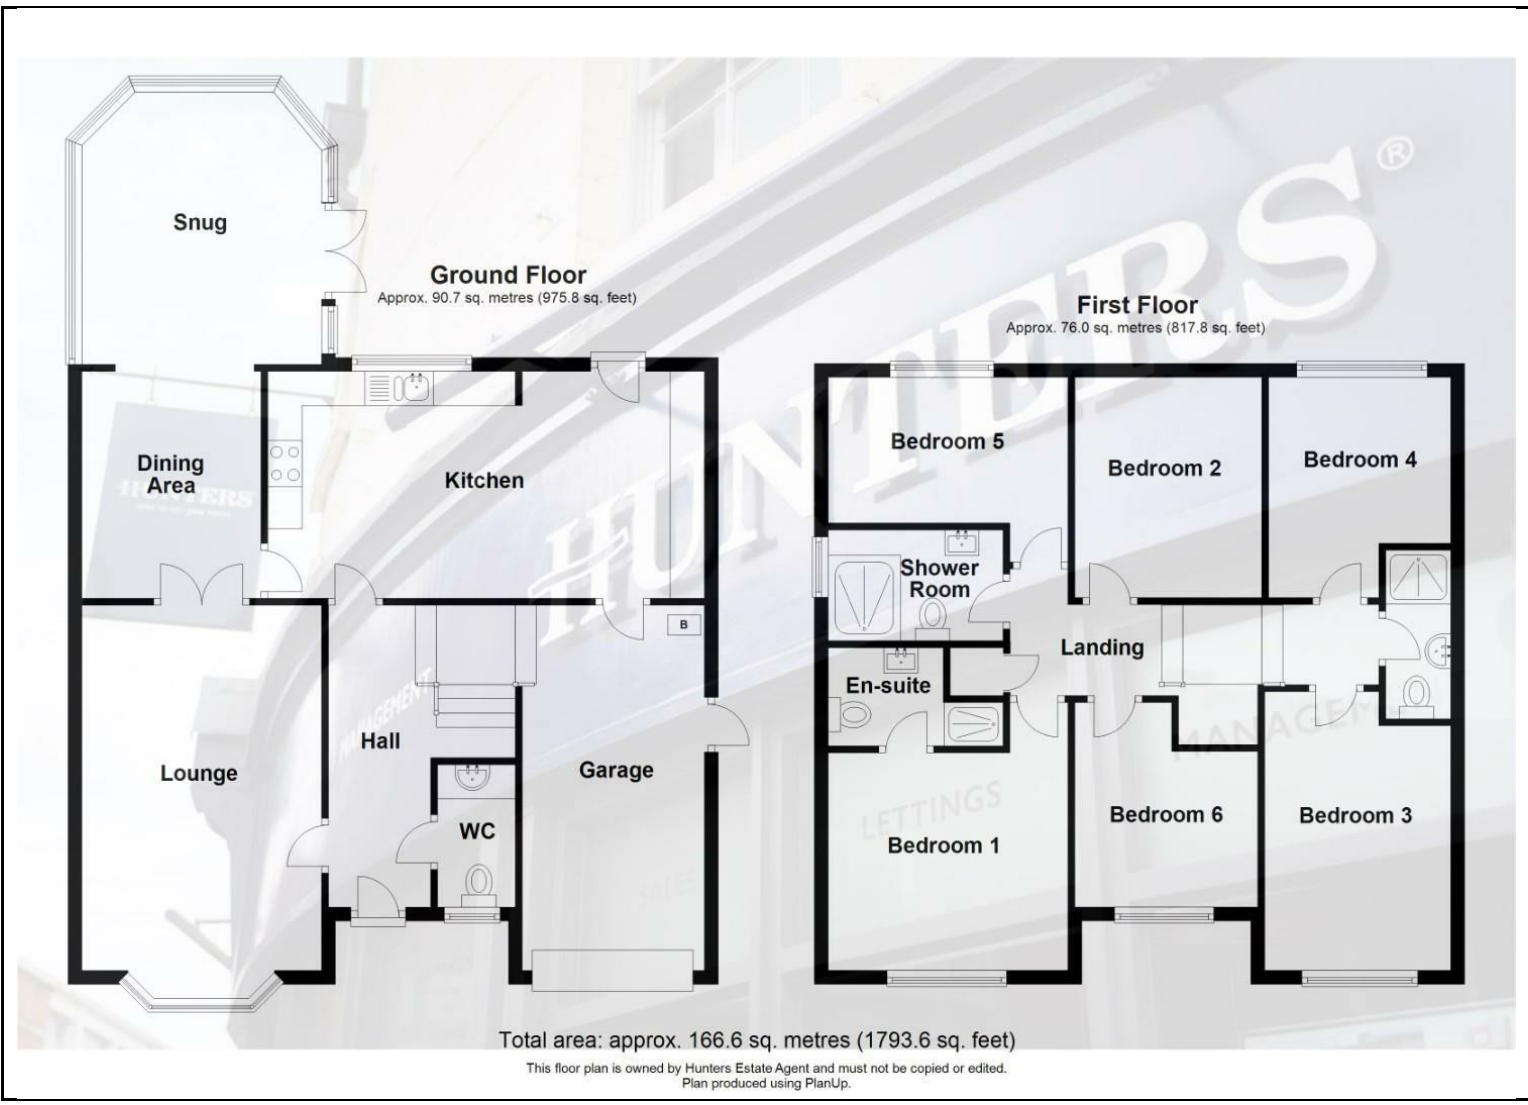 Snug
Ground Floor
Approx. 90.7 sq. metres (975.8 sq. feet)
Dining
Area
Kitchen
B
Hall
Lounge
Garage
WC
First Floor
Approx. 76.0 sq. metres (817.8 sq. feet)
Bedroom 5
Bedroom 2
Bedroom 4
Shower
Room
Landing
En-suite
Bedroom 1
Bedroom 6
Bedroom 3
HUNTERS®
HUNTERS
MANAGEMENT
LETTINGS
SALES
MANAGEME
Total area: approx. 166.6 sq. metres (1793.6 sq. feet)
This floor plan is owned by Hunters Estate Agent and must not be copied or edited.
Plan produced using PlanUp.